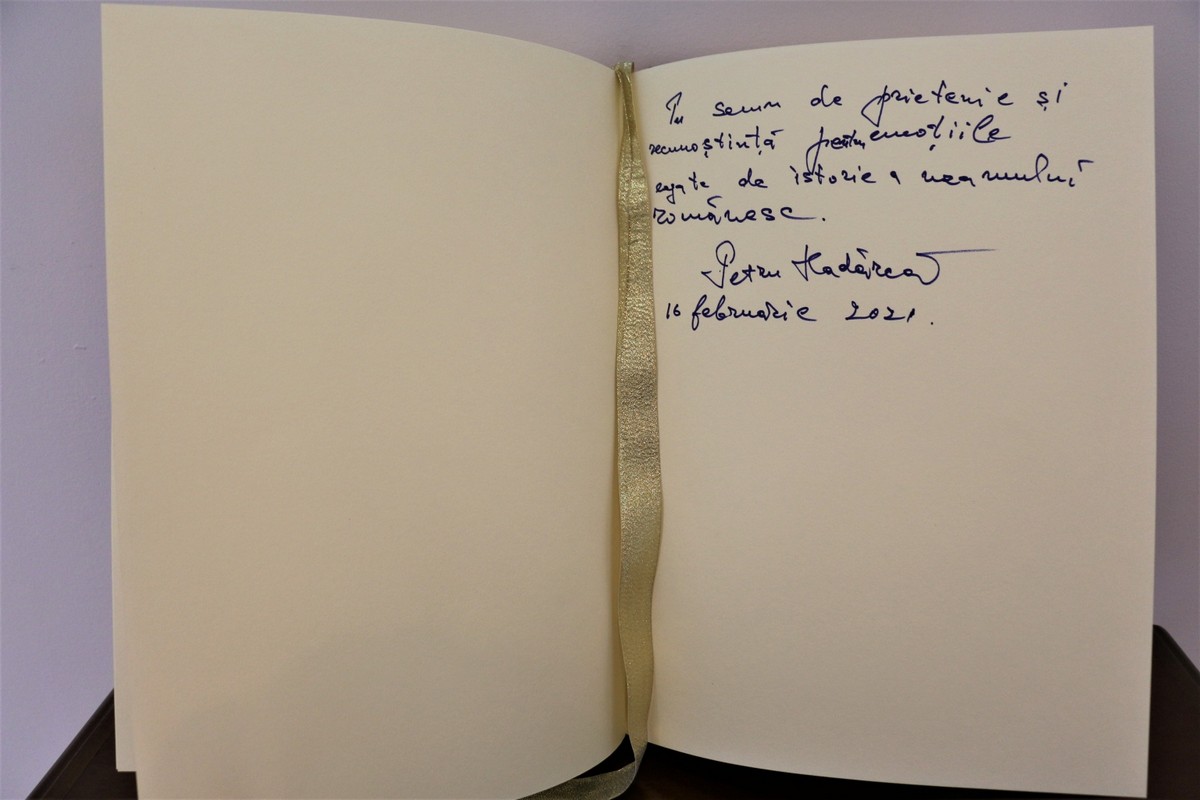 În semn de prietenie și
recunoștință pentru emoțiile
legate de istorie a neamului
românesc.
Petru Hadârcă
16 februarie 2021.